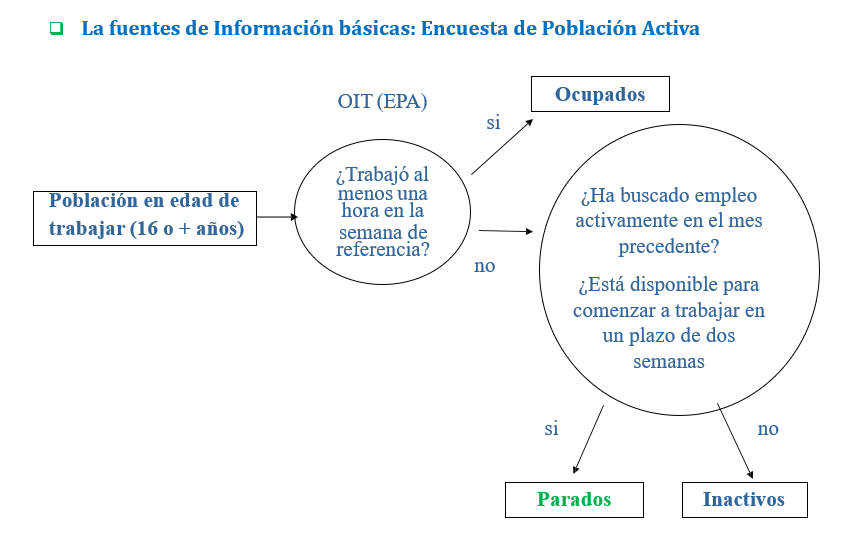 La fuentes de Información básicas: Encuesta de Población Activa
OIT (EPA)
Población en edad de
trabajar (16 o + años)
¿Trabajó al
menos una
hora en la
semana de
referencia?
si
Ocupados
no
¿Ha buscado empleo
activamente en el mes
precedente?
¿Está disponible para
comenzar a trabajar en
un plazo de dos
semanas
si
no
Parados
Inactivos